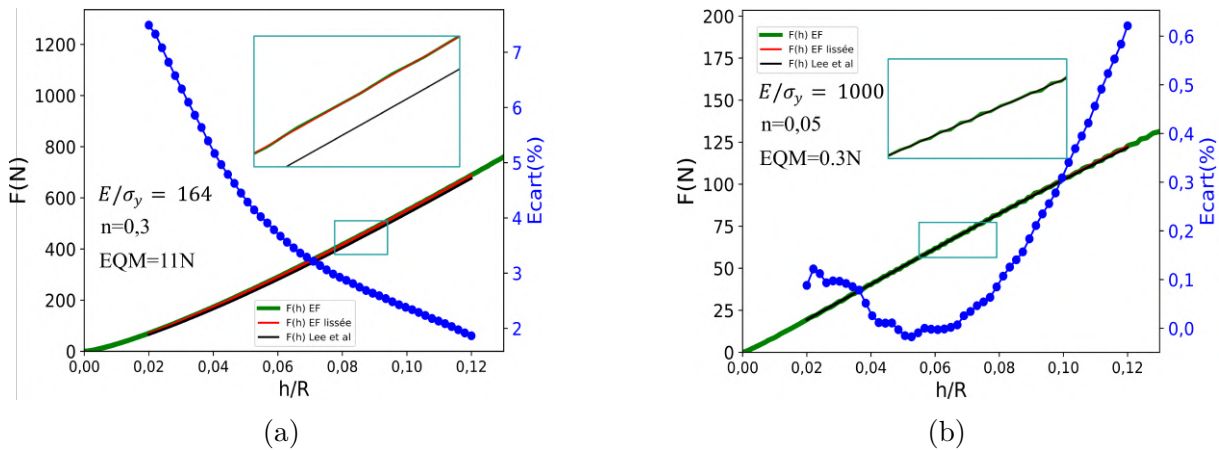 1200
1000
800
600
400
200
0
F(N)
0,00 0,02 0,04 0,06 0,08 0,10 0,12
h/R
7
6
5
4
3
2
Ecart(%)
E/σy = 164
n=0,3
EQM=11N
F(h) EF
F(h) EF lissée
F(h) Lee et al
(a)
200
175
150
125
100
75
50
25
0
F(N)
F(h) EF
F(h) EF lissée
F(h) Lee et al
E/σy = 1000
n=0,05
EQM=0.3N
0,00 0,02 0,04 0,06 0,08 0,10 0,12
h/R
0,6
0,5
0,4
0,3
0,2
0,1
0,0
Ecart(%)
(b)